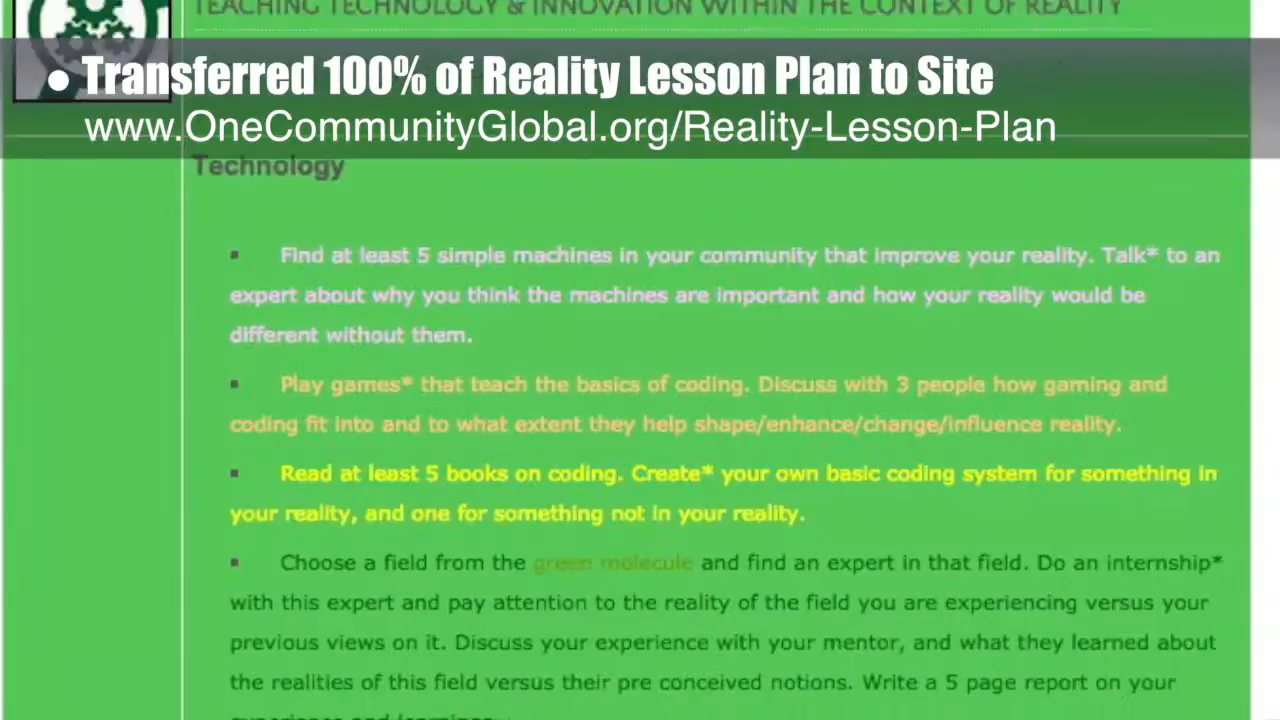 TEACHING TECHNOLOGY & INNOVATION WITHIN THE CONTEXT OF REALITY
• Transferred 100% of Reality Lesson Plan to Site
www.OneCommunityGlobal.org/Reality-Lesson-Plan
Technology
▪ Find at least 5 simple machines in your community that improve your reality. Talk* to an
expert about why you think the machines are important and how your reality would be
different without them.
▪ Play games* that teach the basics of coding. Discuss with 3 people how gaming and
coding fit into and to what extent they help shape/enhance/change/influence reality.
▪ Read at least 5 books on coding. Create* your own basic coding system for something in
your reality, and one for something not in your reality.
▪ Choose a field from the green molecule and find an expert in that field. Do an internship*
with this expert and pay attention to the reality of the field you are experiencing versus your
previous views on it. Discuss your experience with your mentor, and what they learned about
the realities of this field versus their pre conceived notions. Write a 5 page report on your